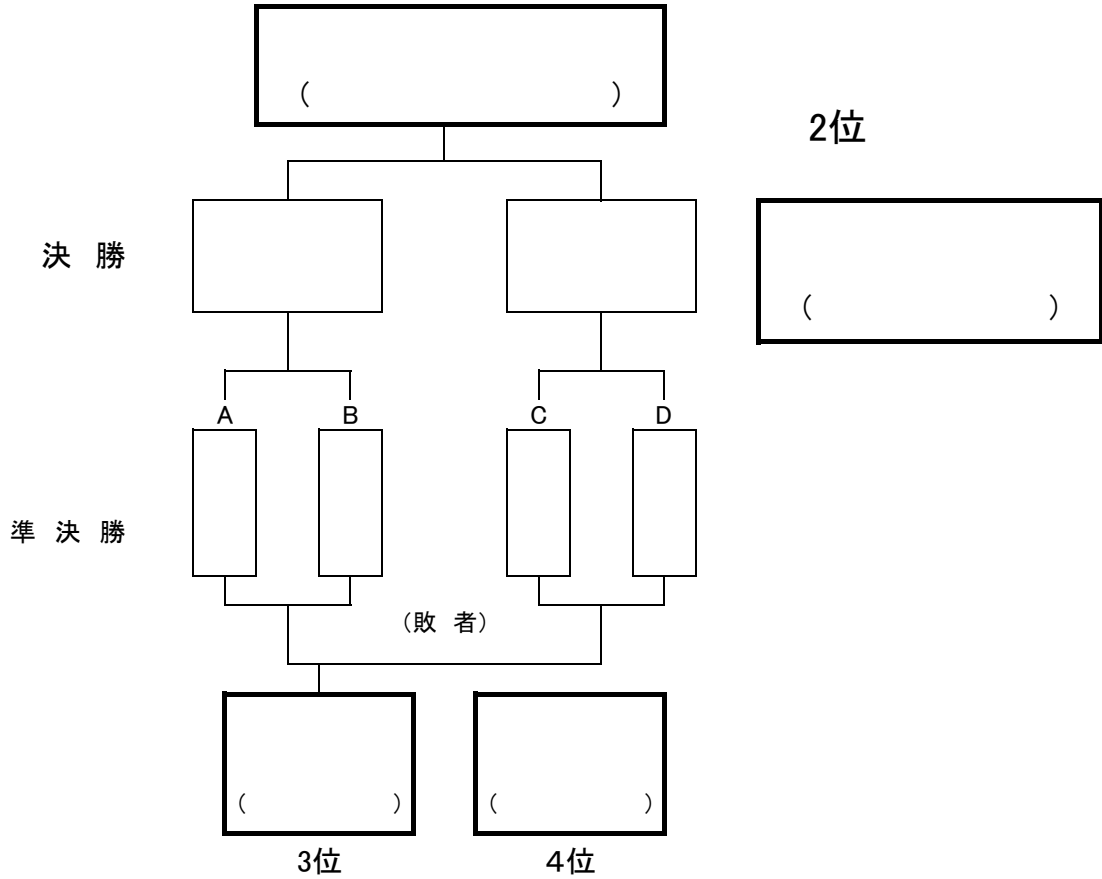 (                    )
2位
決 勝
(                    )
A B C D
準 決 勝
(敗 者)
(          ) (          )
3位 4位